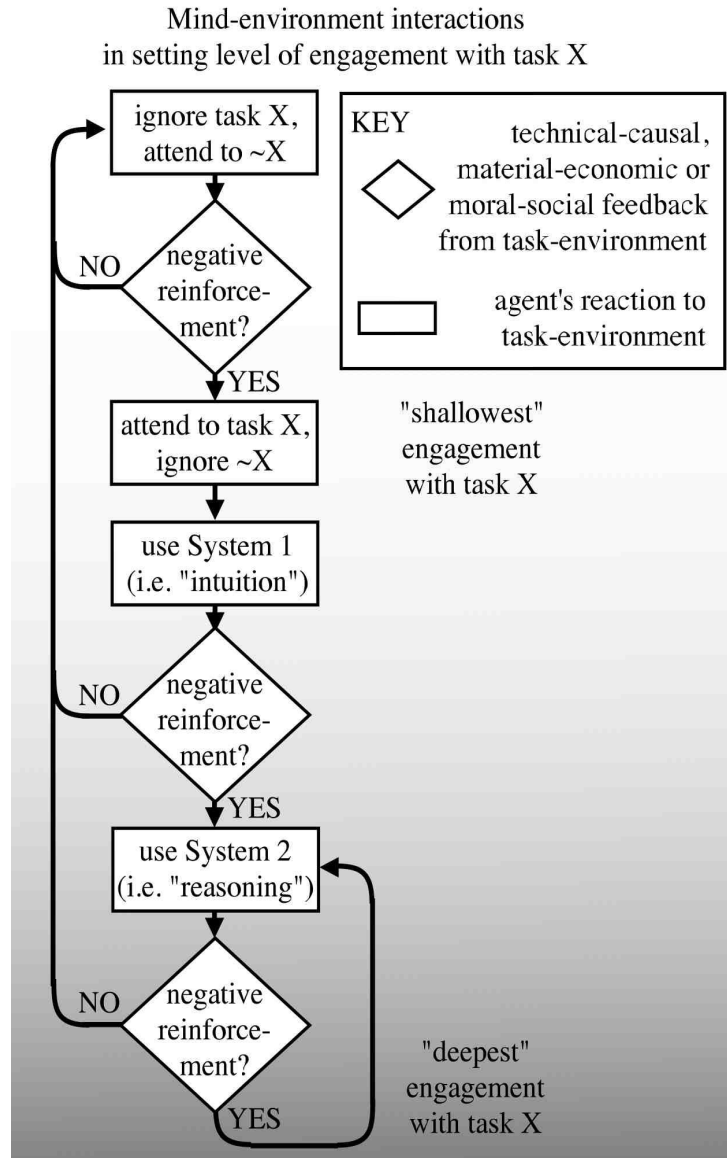 Mind-environment interactions
in setting level of engagement with task X
ignore task X,
attend to ~X
KEY
technical-causal,
material-economic or
moral-social feedback
from task-environment
agent's reaction to
task-environment
NO
negative
reinforce-
ment?
YES
attend to task X,
ignore ~X
"shallowest"
engagement
with task X
use System 1
(i.e. "intuition")
NO
negative
reinforce-
ment?
YES
use System 2
(i.e. "reasoning")
NO
negative
reinforce-
ment?
YES
"deepest"
engagement
with task X